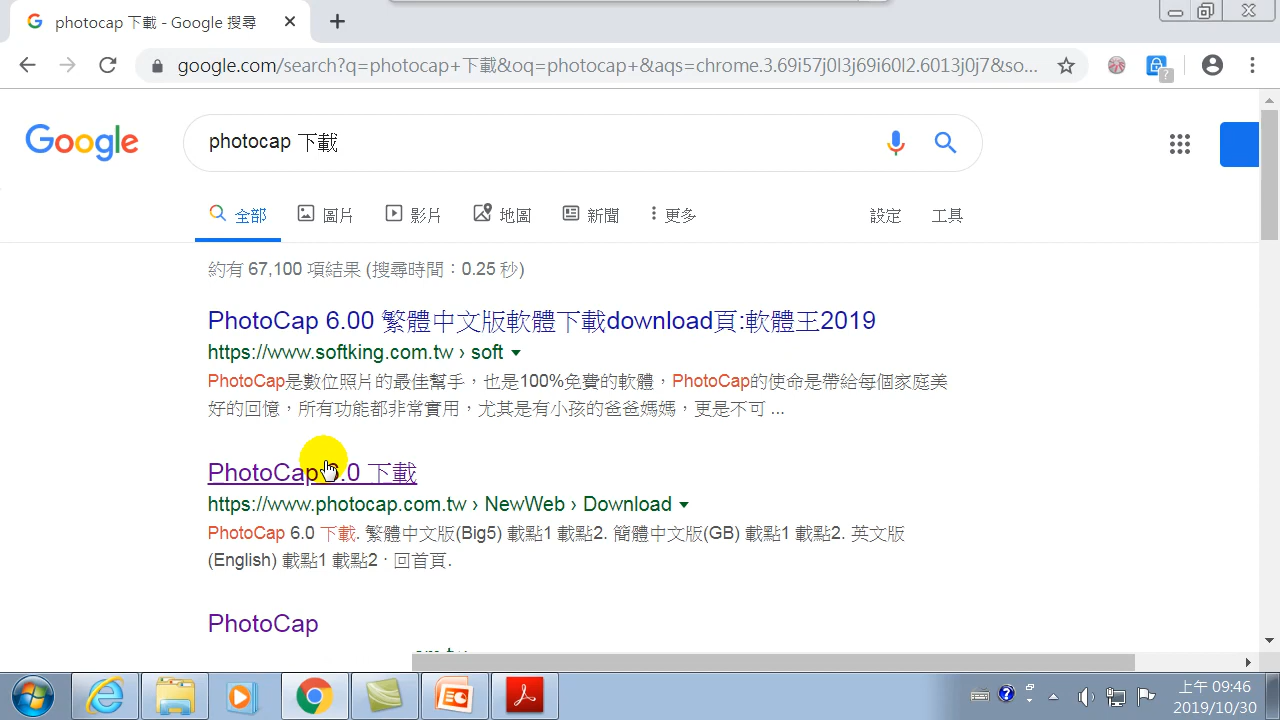 photocap 下載 - Google 搜尋
google.com/search?q=photocap+下載&oq=photocap+&aqs=chrome.3.69i57j0l3j69i60l2.6013j0j7&so...
Google
photocap 下載
全部 圖片 影片 地圖 新聞 更多 設定 工具
約有 67,100 項結果 (搜尋時間：0.25 秒)
PhotoCap 6.00 繁體中文版軟體下載download頁:軟體王2019
https://www.softking.com.tw › soft
PhotoCap是數位照片的最佳幫手，也是100%免費的軟體，PhotoCap的使命是帶給每個家庭美
好的回憶，所有功能都非常實用，尤其是有小孩的爸爸媽媽，更是不可 ...
PhotoCap 6.0 下載
https://www.photocap.com.tw › NewWeb › Download
PhotoCap 6.0 下載. 繁體中文版(Big5) 載點1 載點2. 簡體中文版(GB) 載點1 載點2. 英文版
(English) 載點1 載點2 · 回首頁.
PhotoCap
上午 09:46
2019/10/30